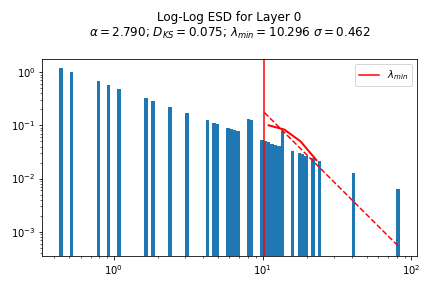 Log-Log ESD for Layer 0
α = 2.790; D_KS = 0.075; λ_min = 10.296 σ = 0.462
λ_min
10⁰
10⁻¹
10⁻²
10⁻³
10⁰ 10¹ 10²